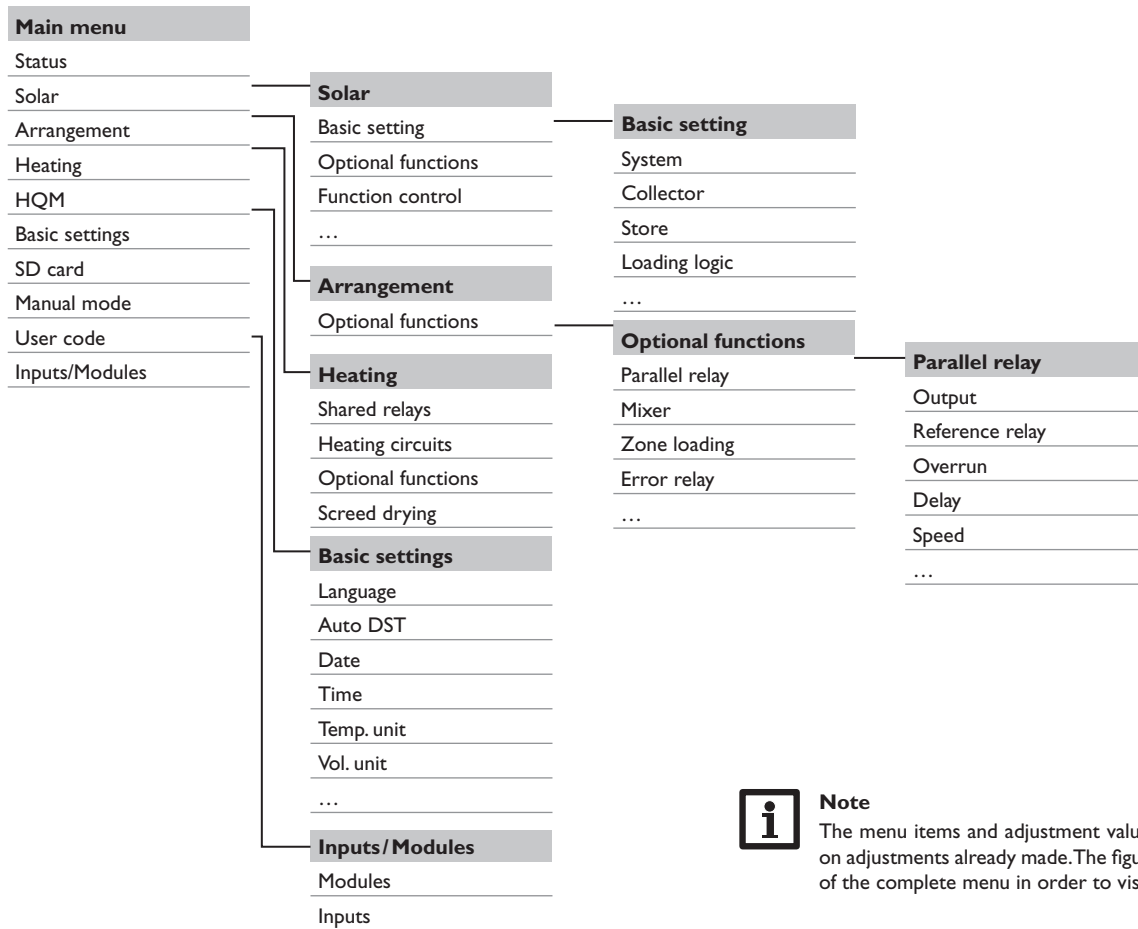 Main menu
Status
Solar
Arrangement
Heating
HQM
Basic settings
SD card
Manual mode
User code
Inputs/Modules
Solar
Basic setting
Optional functions
Function control
…
Arrangement
Optional functions
Heating
Shared relays
Heating circuits
Optional functions
Screed drying
Basic settings
Language
Auto DST
Date
Time
Temp. unit
Vol. unit
…
Inputs/Modules
Modules
Inputs
Basic setting
System
Collector
Store
Loading logic
…
Optional functions
Parallel relay
Mixer
Zone loading
Error relay
…
Parallel relay
Output
Reference relay
Overrun
Delay
Speed
…
Note
The menu items and adjustment valu
on adjustments already made. The figu
of the complete menu in order to vis